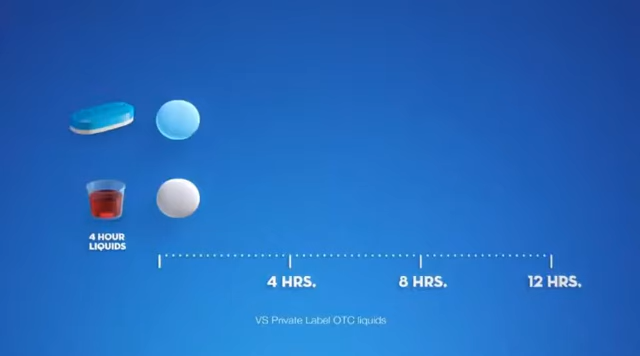 4 HOUR
LIQUIDS
4 HRS. 8 HRS. 12 HRS.
VS Private Label OTC liquids